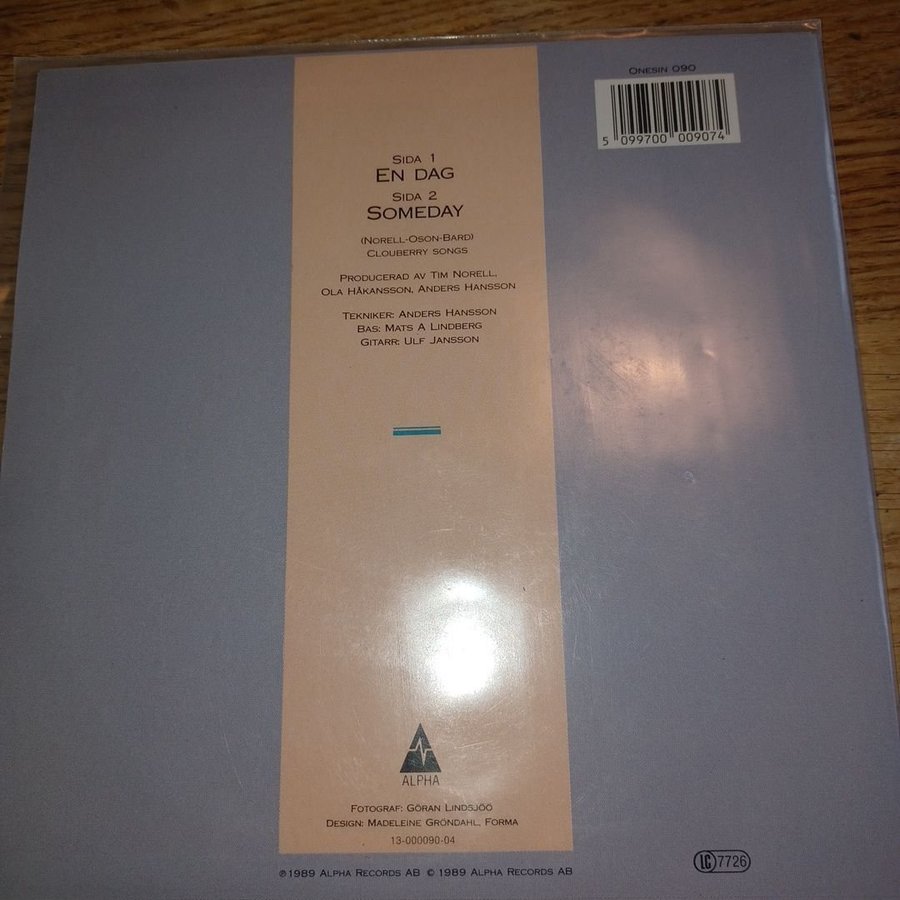 ONESIN 090
5 099700 009074
SIDA 1
EN DAG
SIDA 2
SOMEDAY
(NORELL-OSON-BARD)
CLOUBERRY SONGS
PRODUCERAD AV TIM NORELL,
OLA HÅKANSSON, ANDERS HANSSON
TEKNIKER: ANDERS HANSSON
BAS: MATS A LINDBERG
GITARR: ULF JANSSON
ALPHA
FOTOGRAF: GÖRAN LINDSJÖÖ
DESIGN: MADELEINE GRÖNDAHL, FORMA
13-000090-04
℗ 1989 ALPHA RECORDS AB © 1989 ALPHA RECORDS AB
LC 7726